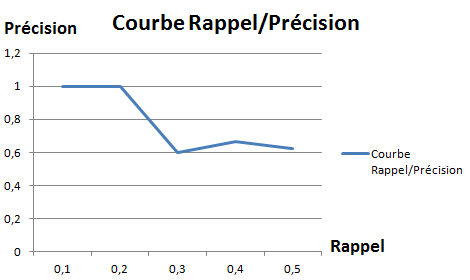 Précision
Courbe Rappel/Précision
1,2
1
0,8
0,6
0,4
0,2
0
0,1 0,2 0,3 0,4 0,5
Rappel
Courbe
Rappel/Précision